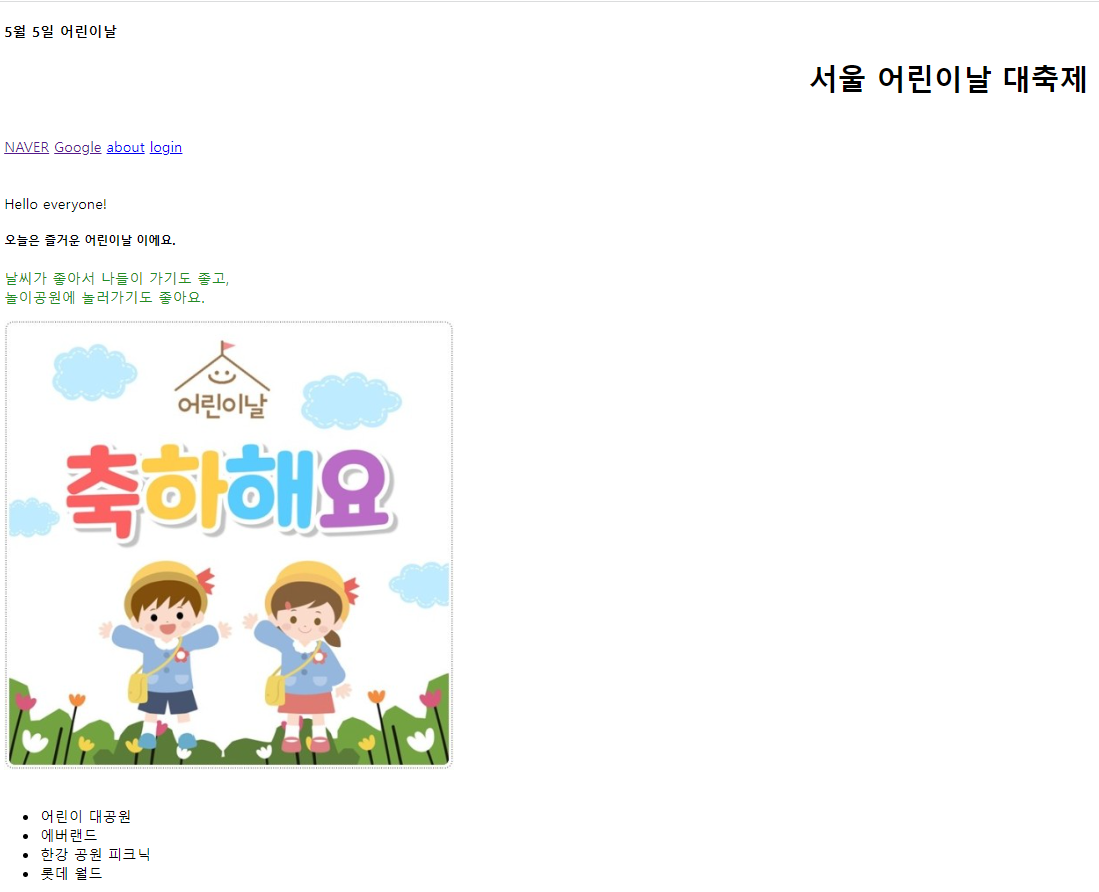 5월 5일 어린이날
서울 어린이날 대축제
NAVER Google about login
Hello everyone!
오늘은 즐거운 어린이날 이에요.
날씨가 좋아서 나들이 가기도 좋고,
놀이공원에 놀러가기도 좋아요.
어린이날
축하해요
어린이 대공원
에버랜드
한강 공원 피크닉
롯데 월드